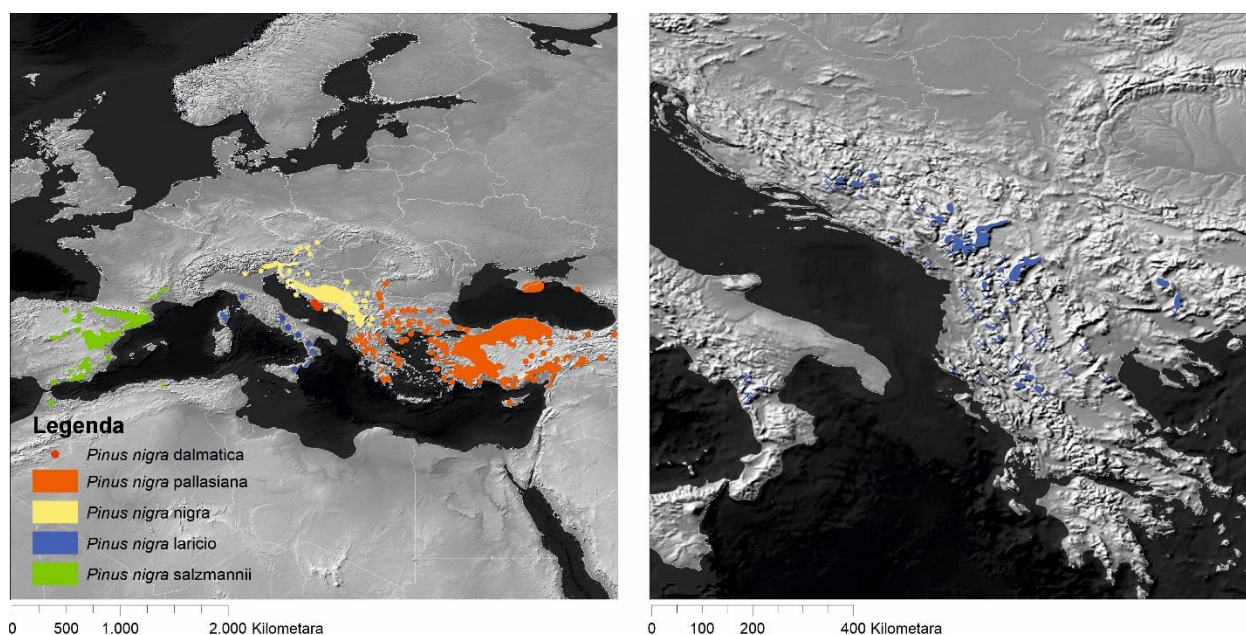 Legenda
Pinus nigra dalmatica
Pinus nigra pallasiana
Pinus nigra nigra
Pinus nigra laricio
Pinus nigra salzmannii
0 500 1.000 2.000 Kilometara
0 100 200 400 Kilometara